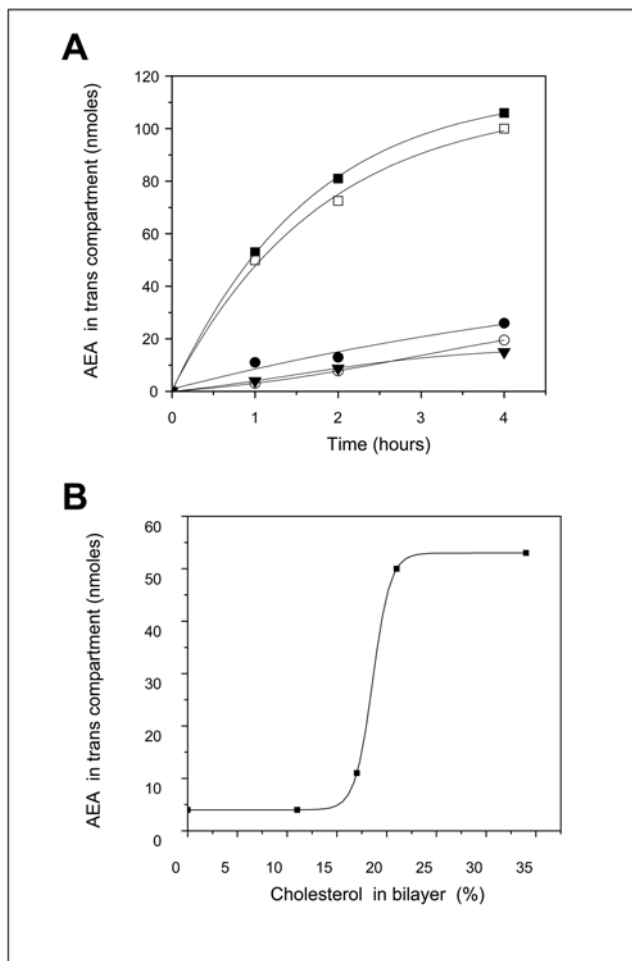 A
120
100
80
60
40
20
0
AEA in trans compartment (nmoles)
0 1 2 3 4
Time (hours)
B
60
50
40
30
20
10
0
AEA in trans compartment (nmoles)
0 5 10 15 20 25 30 35
Cholesterol in bilayer (%)